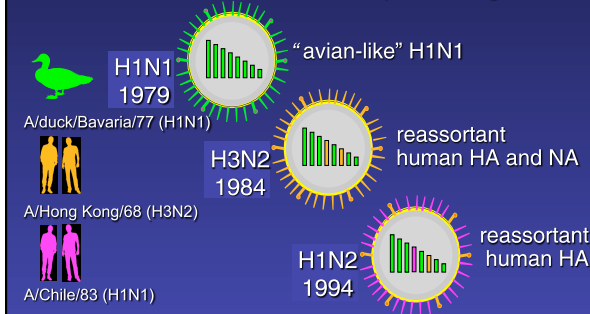 H1N1
1979
“avian-like” H1N1
A/duck/Bavaria/77 (H1N1)
H3N2
1984
reassortant
human HA and NA
A/Hong Kong/68 (H3N2)
H1N2
1994
reassortant
human HA
A/Chile/83 (H1N1)